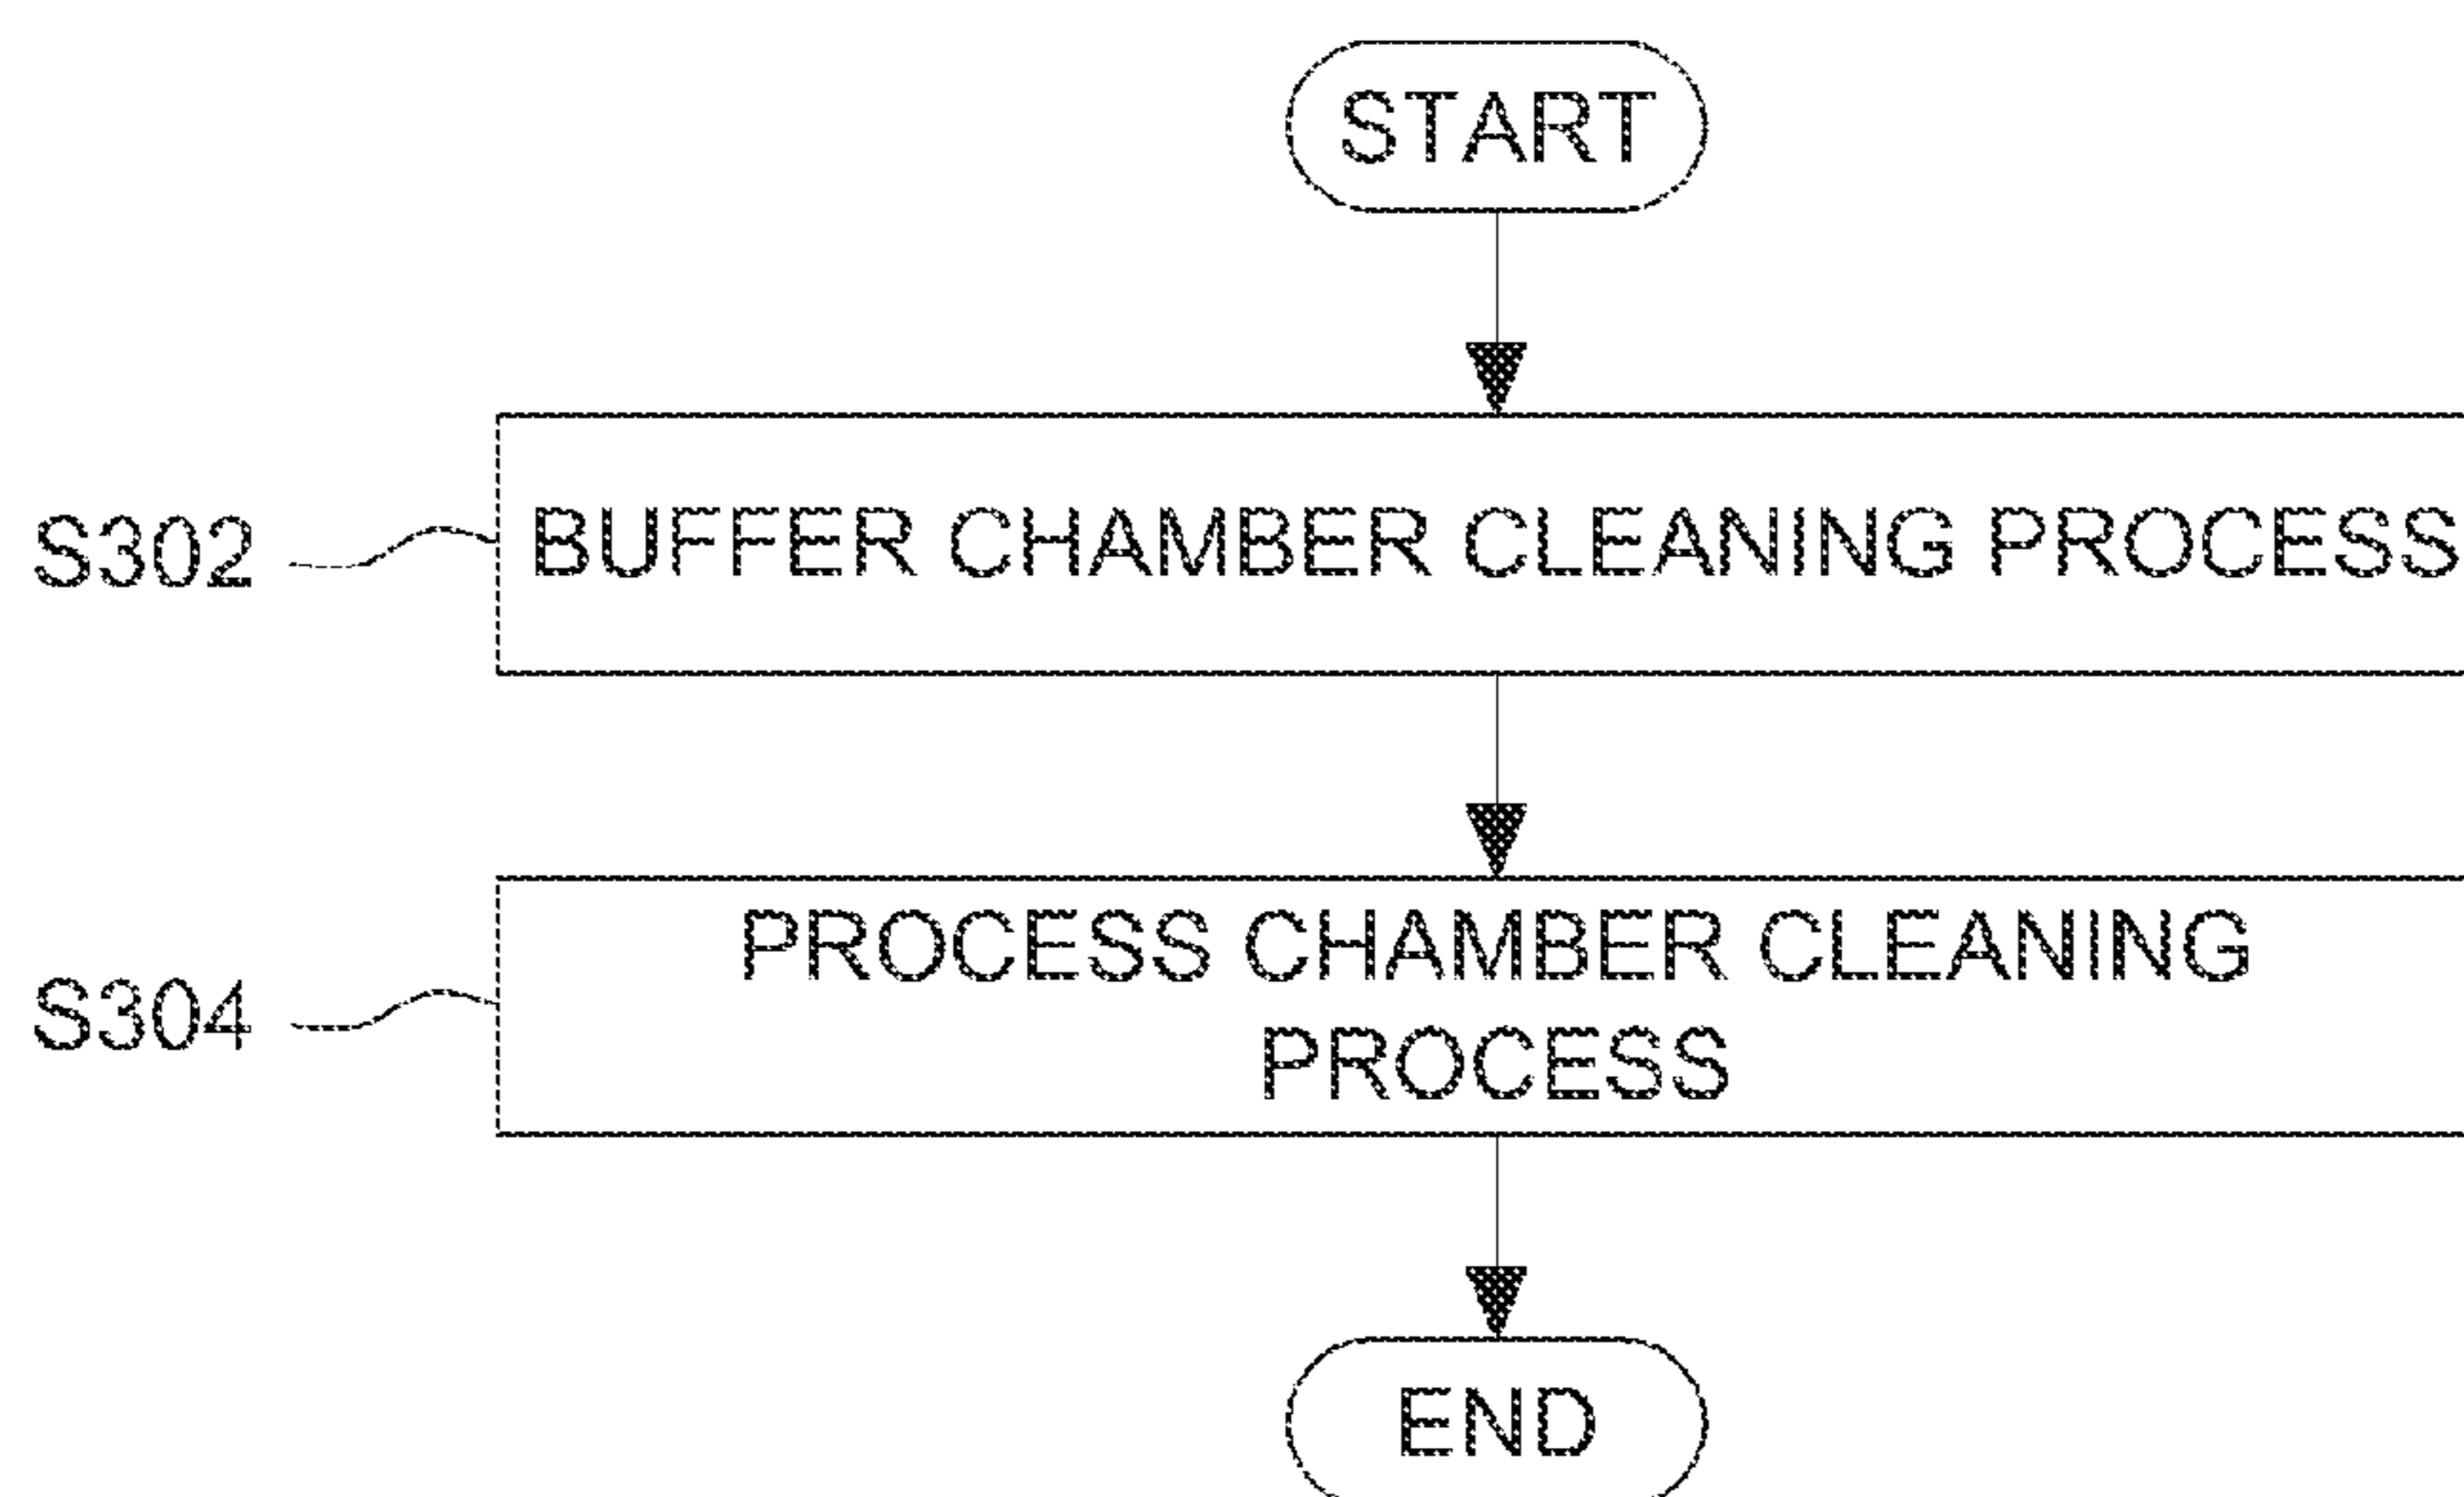 START
S302
BUFFER CHAMBER CLEANING PROCESS
S304
PROCESS CHAMBER CLEANING
PROCESS
END